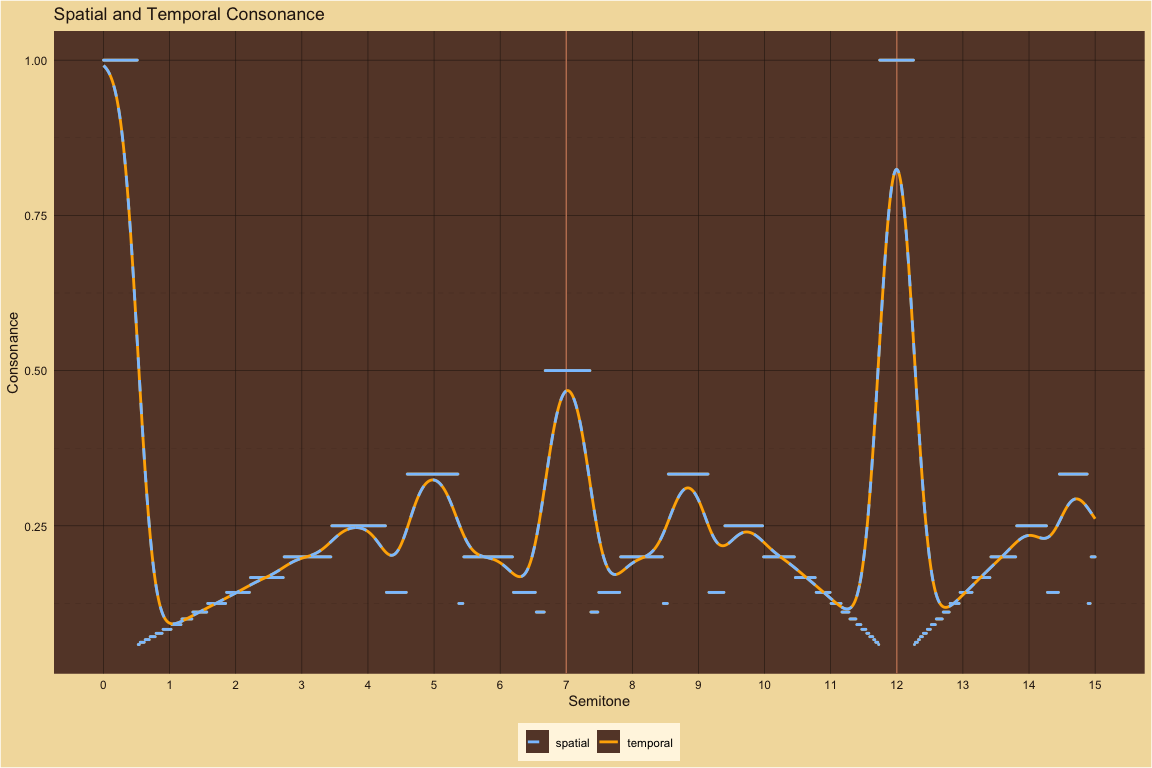 Spatial and Temporal Consonance
Consonance
1.00
0.75
0.50
0.25
0 1 2 3 4 5 6 7 8 9 10 11 12 13 14 15
Semitone
spatial temporal